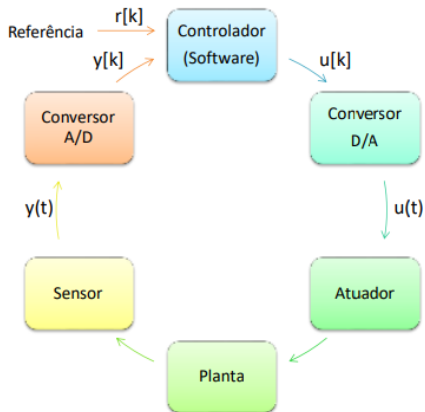 Referência
r[k]
Controlador
(Software)
y[k]
u[k]
Conversor
A/D
Conversor
D/A
y(t)
u(t)
Sensor
Atuador
Planta